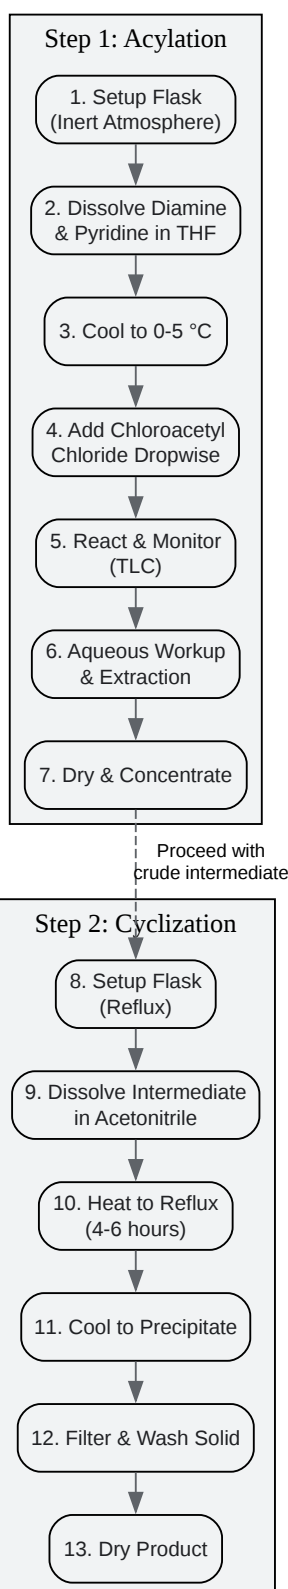 Step 1: Acylation
1. Setup Flask
(Inert Atmosphere)
2. Dissolve Diamine
& Pyridine in THF
3. Cool to 0-5 °C
4. Add Chloroacetyl
Chloride Dropwise
5. React & Monitor
(TLC)
6. Aqueous Workup
& Extraction
7. Dry & Concentrate
Proceed with
crude intermediate
Step 2: Cyclization
8. Setup Flask
(Reflux)
9. Dissolve Intermediate
in Acetonitrile
10. Heat to Reflux
(4-6 hours)
11. Cool to Precipitate
12. Filter & Wash Solid
13. Dry Product